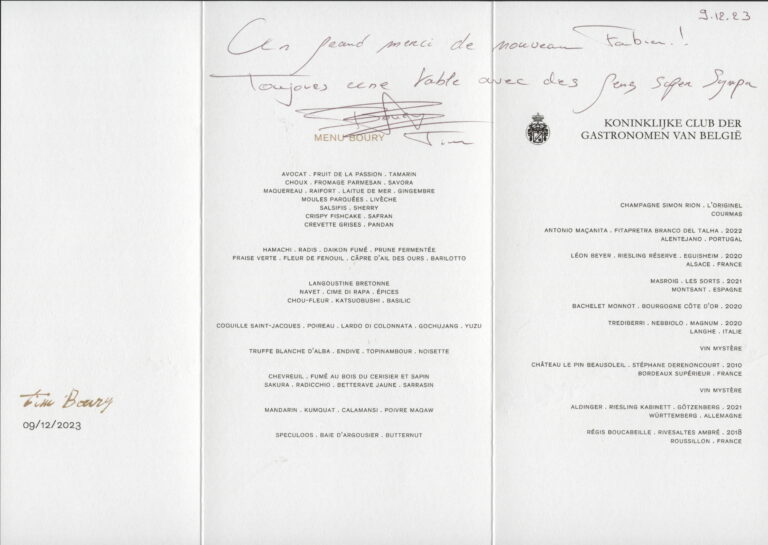 Tim Boury
09/12/2023
Un grand merci de nouveau Fabien!
Toujours une table avec des gens super Sympa
Boury
Tim
MENU BOURY
AVOCAT . FRUIT DE LA PASSION . TAMARIN
CHOUX . FROMAGE PARMESAN . SAVORA
MAQUEREAU . RAIFORT . LAITUE DE MER . GINGEMBRE
MOULES PARQUÉES . LIVÈCHE
SALSIFIS . SHERRY
CRISPY FISHCAKE . SAFRAN
CREVETTE GRISES . PANDAN
HAMACHI . RADIS . DAIKON FUMÉ . PRUNE FERMENTÉE
FRAISE VERTE . FLEUR DE FENOUIL . CÂPRE D'AIL DES OURS . BARILOTTO
LANGOUSTINE BRETONNE
NAVET . CIME DI RAPA . ÉPICES
CHOU-FLEUR . KATSUOBUSHI . BASILIC
COQUILLE SAINT-JACQUES . POIREAU . LARDO DI COLONNATA . GOCHUJANG . YUZU
TRUFFE BLANCHE D'ALBA . ENDIVE . TOPINAMBOUR . NOISETTE
CHEVREUIL . FUMÉ AU BOIS DU CERISIER ET SAPIN
SAKURA . RADICCHIO . BETTERAVE JAUNE . SARRASIN
MANDARIN . KUMQUAT . CALAMANSI . POIVRE MAQAW
SPECULOOS . BAIE D'ARGOUSIER . BUTTERNUT
9.12.23
KONINKLIJKE CLUB DER
GASTRONOMEN VAN BELGIË
CHAMPAGNE SIMON RION . L'ORIGINEL
COURMAS
ANTONIO MAÇANITA . FITAPRETRA BRANCO DEL TALHA . 2022
ALENTEJANO . PORTUGAL
LÉON BEYER . RIESLING RÉSERVE . EGUISHEIM . 2020
ALSACE . FRANCE
MASROIG . LES SORTS . 2021
MONTSANT . ESPAGNE
BACHELET MONNOT . BOURGOGNE CÔTE D'OR . 2020
TREDIBERRI . NEBBIOLO . MAGNUM . 2020
LANGHE . ITALIE
VIN MYSTÈRE
CHÂTEAU LE PIN BEAUSOLEIL . STÉPHANE DERENONCOURT . 2010
BORDEAUX SUPÉRIEUR . FRANCE
VIN MYSTÈRE
ALDINGER . RIESLING KABINETT . GÖTZENBERG . 2021
WÜRTTEMBERG . ALLEMAGNE
RÉGIS BOUCABEILLE . RIVESALTES AMBRÉ . 2018
ROUSSILLON . FRANCE